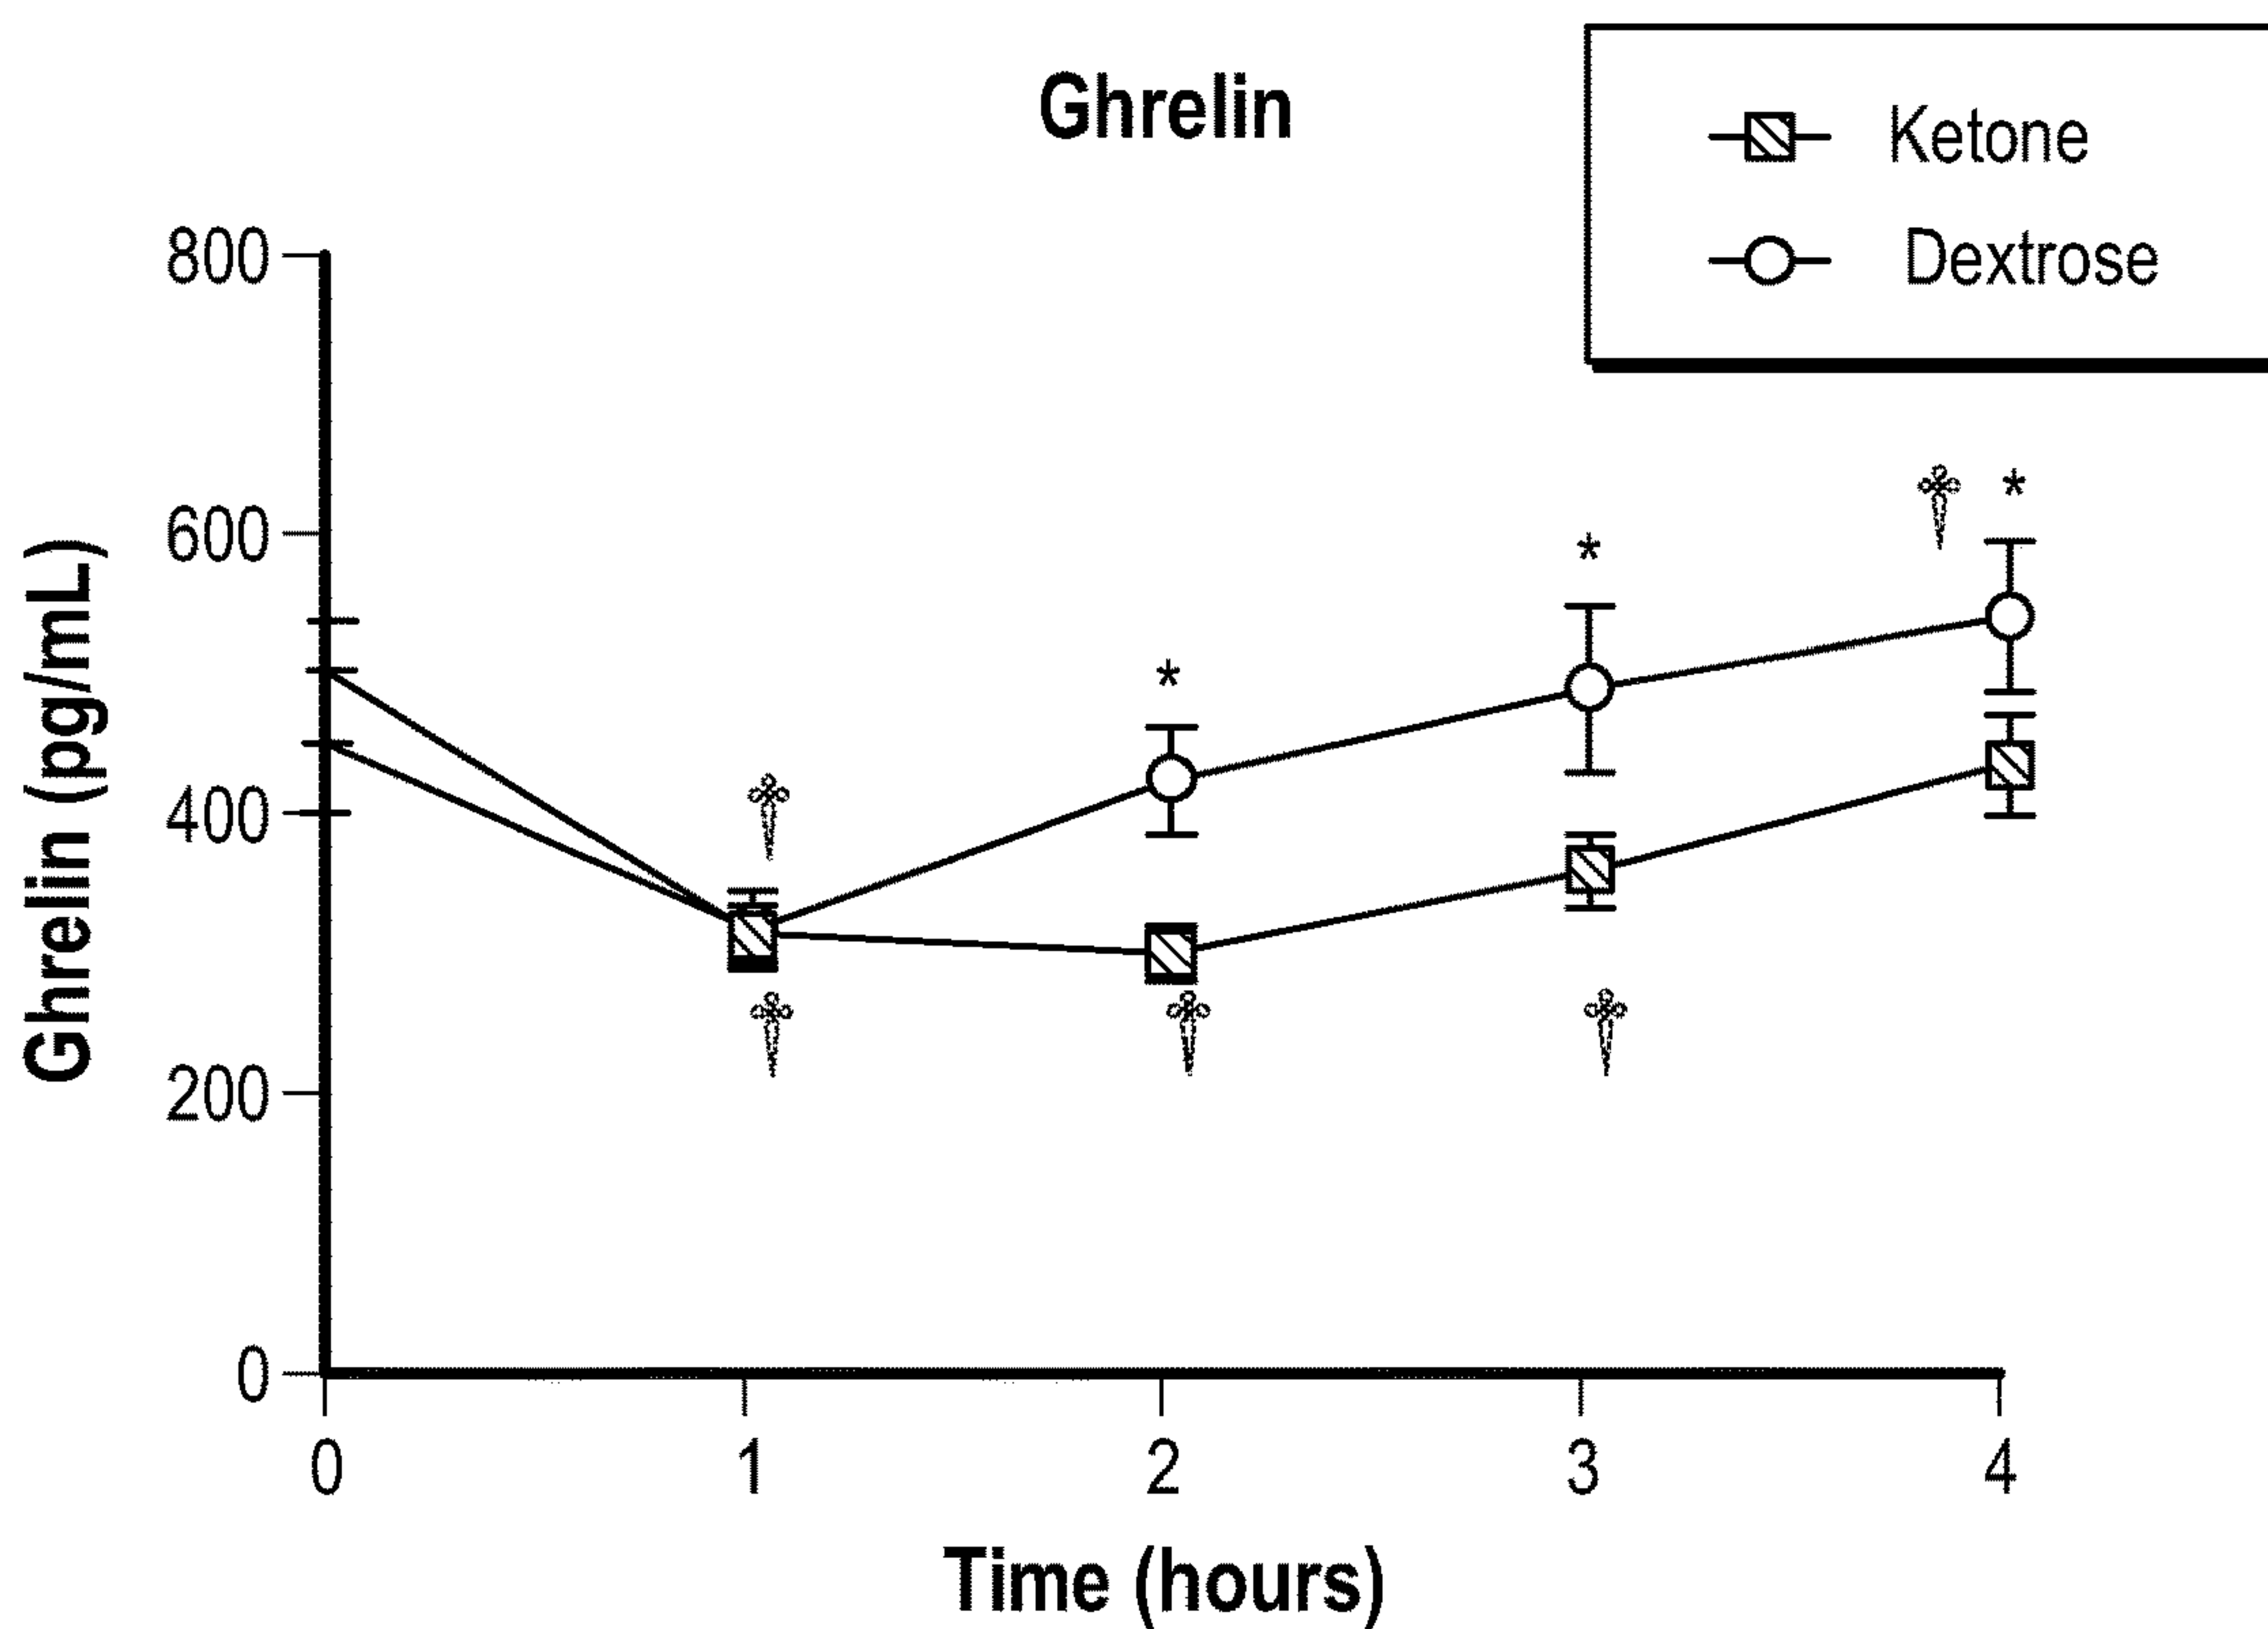 Ghrelin
Ketone
Dextrose
Ghrelin (pg/mL)
800
600
400
200
0
† *
*
*
†
† † †
0 1 2 3 4
Time (hours)